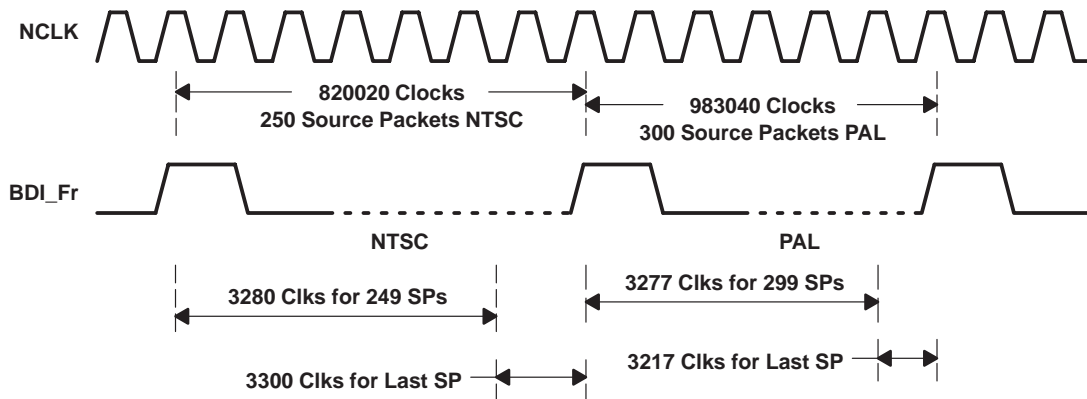 NCLK
820020 Clocks
250 Source Packets NTSC
983040 Clocks
300 Source Packets PAL
BDI_Fr
NTSC
PAL
3280 Clks for 249 SPs
3277 Clks for 299 SPs
3300 Clks for Last SP
3217 Clks for Last SP